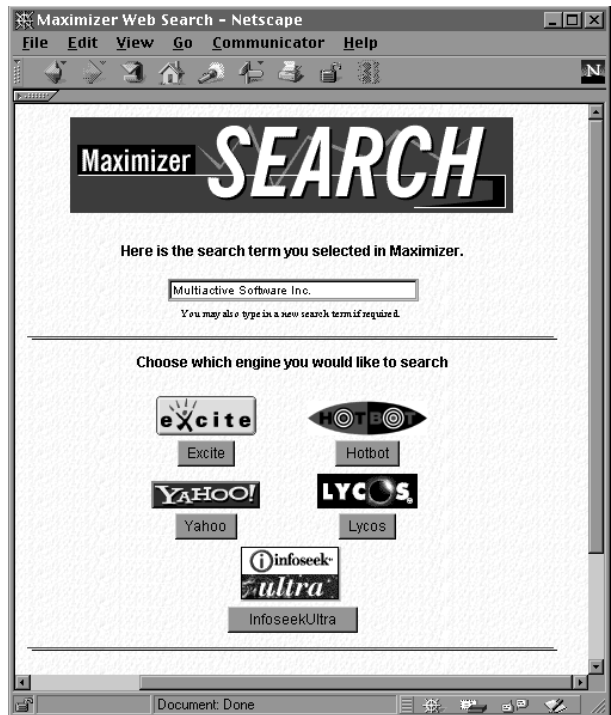 Maximizer Web Search - Netscape
File Edit View Go Communicator Help
N
Maximizer SEARCH
Here is the search term you selected in Maximizer.
Multiactive Software Inc.
You may also type in a new search term if required.
Choose which engine you would like to search
excite HOTBOT
Excite Hotbot
YAHOO! LYCOS
Yahoo Lycos
infoseek
ultra
InfoseekUltra
Document: Done